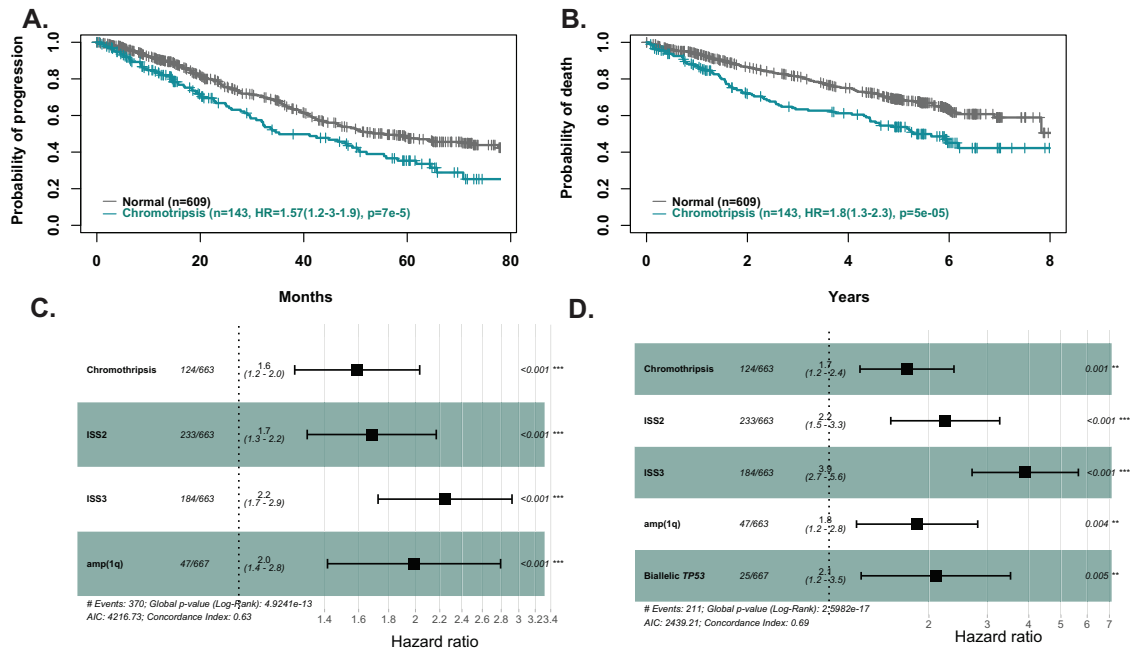 A.
Probability of progression
1.0
0.8
0.6
0.4
0.2
0.0
Normal (n=609)
Chromotripsis (n=143, HR=1.57(1.2-3-1.9), p=7e-5)
0 20 40 60 80
Months
B.
Probability of death
1.0
0.8
0.6
0.4
0.2
0.0
Normal (n=609)
Chromotripsis (n=143, HR=1.8(1.3-2.3), p=5e-05)
0 2 4 6 8
Years
C.
Chromothripsis 124/663 1.6 (1.2 - 2.0) <0.001 ***
ISS2 233/663 1.7 (1.3 - 2.2) <0.001 ***
ISS3 184/663 2.2 (1.7 - 2.9) <0.001 ***
amp(1q) 47/667 2.0 (1.4 - 2.8) <0.001 ***
# Events: 370; Global p-value (Log-Rank): 4.9241e-13
AIC: 4216.73; Concordance Index: 0.63
1.4 1.6 1.8 2 2.2 2.4 2.6 2.8 3 3.23.4
Hazard ratio
D.
Chromothripsis 124/663 1.7 (1.2 - 2.4) 0.001 **
ISS2 233/663 2.2 (1.5 - 3.3) <0.001 ***
ISS3 184/663 3.9 (2.7 - 5.6) <0.001 ***
amp(1q) 47/663 1.8 (1.2 - 2.8) 0.004 **
Biallelic TP53 25/667 2.1 (1.2 - 3.5) 0.005 **
# Events: 211; Global p-value (Log-Rank): 2.5982e-17
AIC: 2439.21; Concordance Index: 0.69
2 3 4 5 6 7
Hazard ratio